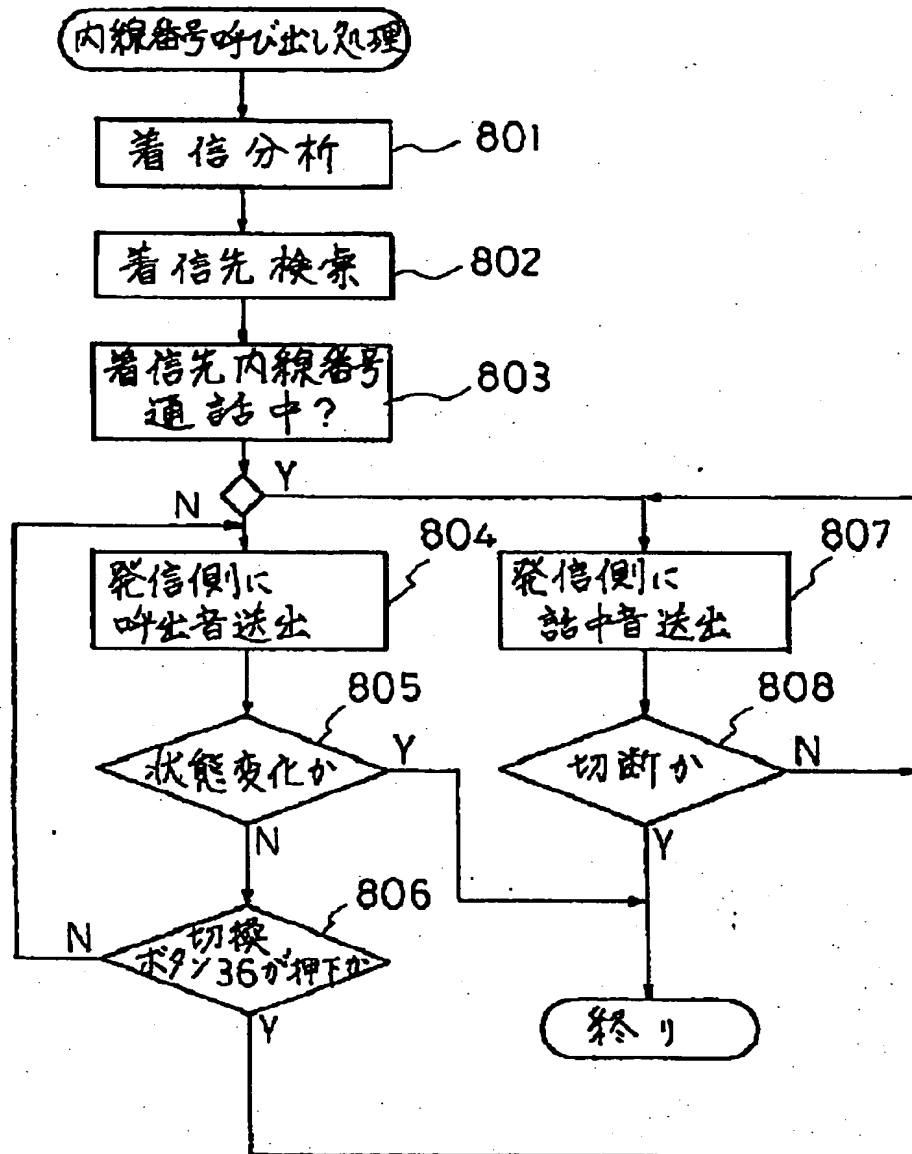 内線番号呼び出し処理
着信分析
801
着信先検索
802
着信先内線番号
通話中?
803
N
Y
発信側に
呼出音送出
804
発信側に
話中音送出
807
状態変化か
805
Y
N
切断か
808
N
Y
切換
ボタン36が押下か
806
N
Y
終り